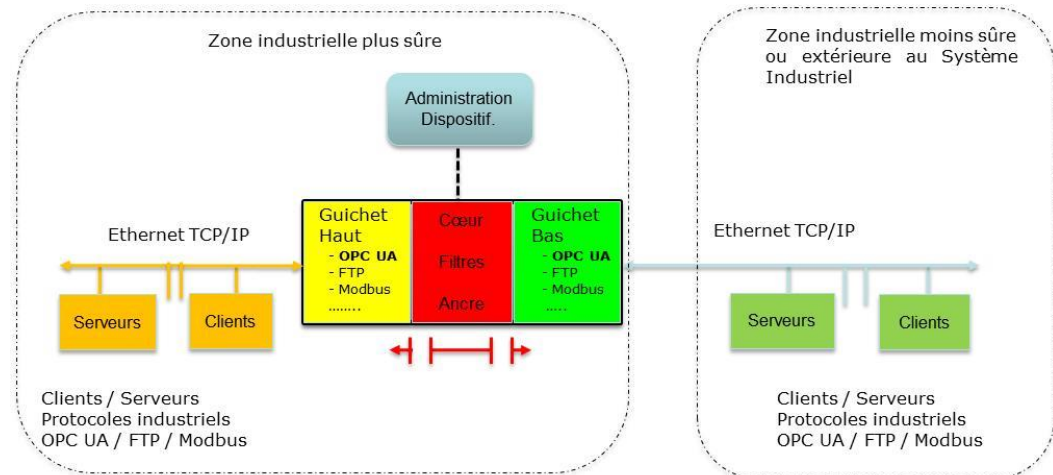 Zone industrielle plus sûre
Zone industrielle moins sûre
ou extérieure au Système
Industriel
Administration
Dispositif.
Ethernet TCP/IP
Guichet
Haut
- OPC UA
- FTP
- Modbus
........
Cœur
Filtres
Ancre
Guichet
Bas
- OPC UA
- FTP
- Modbus
.....
Ethernet TCP/IP
Serveurs
Clients
Serveurs
Clients
Clients / Serveurs
Protocoles industriels
OPC UA / FTP / Modbus
Clients / Serveurs
Protocoles industriels
OPC UA / FTP / Modbus